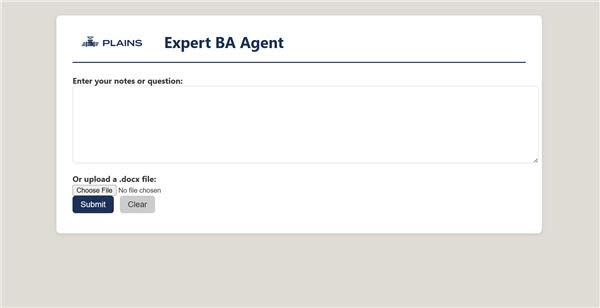 PLAINS Expert BA Agent
Enter your notes or question:
Or upload a .docx file:
Choose File No file chosen
Submit Clear